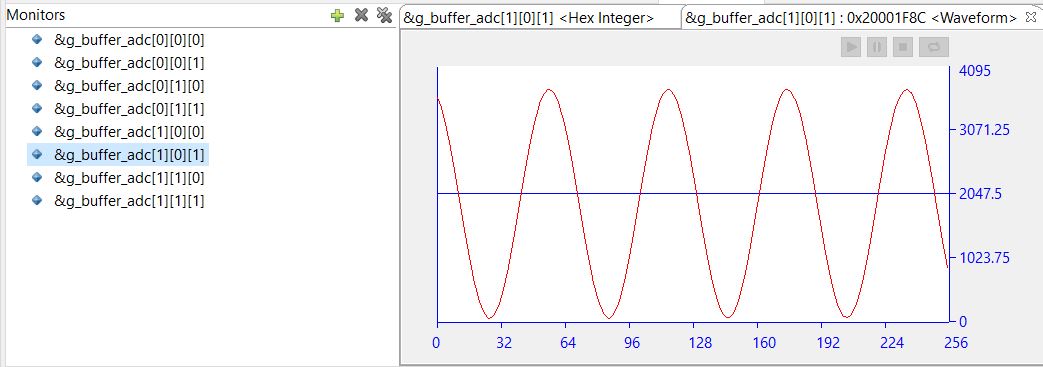 Monitors
&g_buffer_adc[0][0][0]
&g_buffer_adc[0][0][1]
&g_buffer_adc[0][1][0]
&g_buffer_adc[0][1][1]
&g_buffer_adc[1][0][0]
&g_buffer_adc[1][0][1]
&g_buffer_adc[1][1][0]
&g_buffer_adc[1][1][1]
&g_buffer_adc[1][0][1] <Hex Integer>
&g_buffer_adc[1][0][1] : 0x20001F8C <Waveform>
4095
3071.25
2047.5
1023.75
0
0 32 64 96 128 160 192 224 256